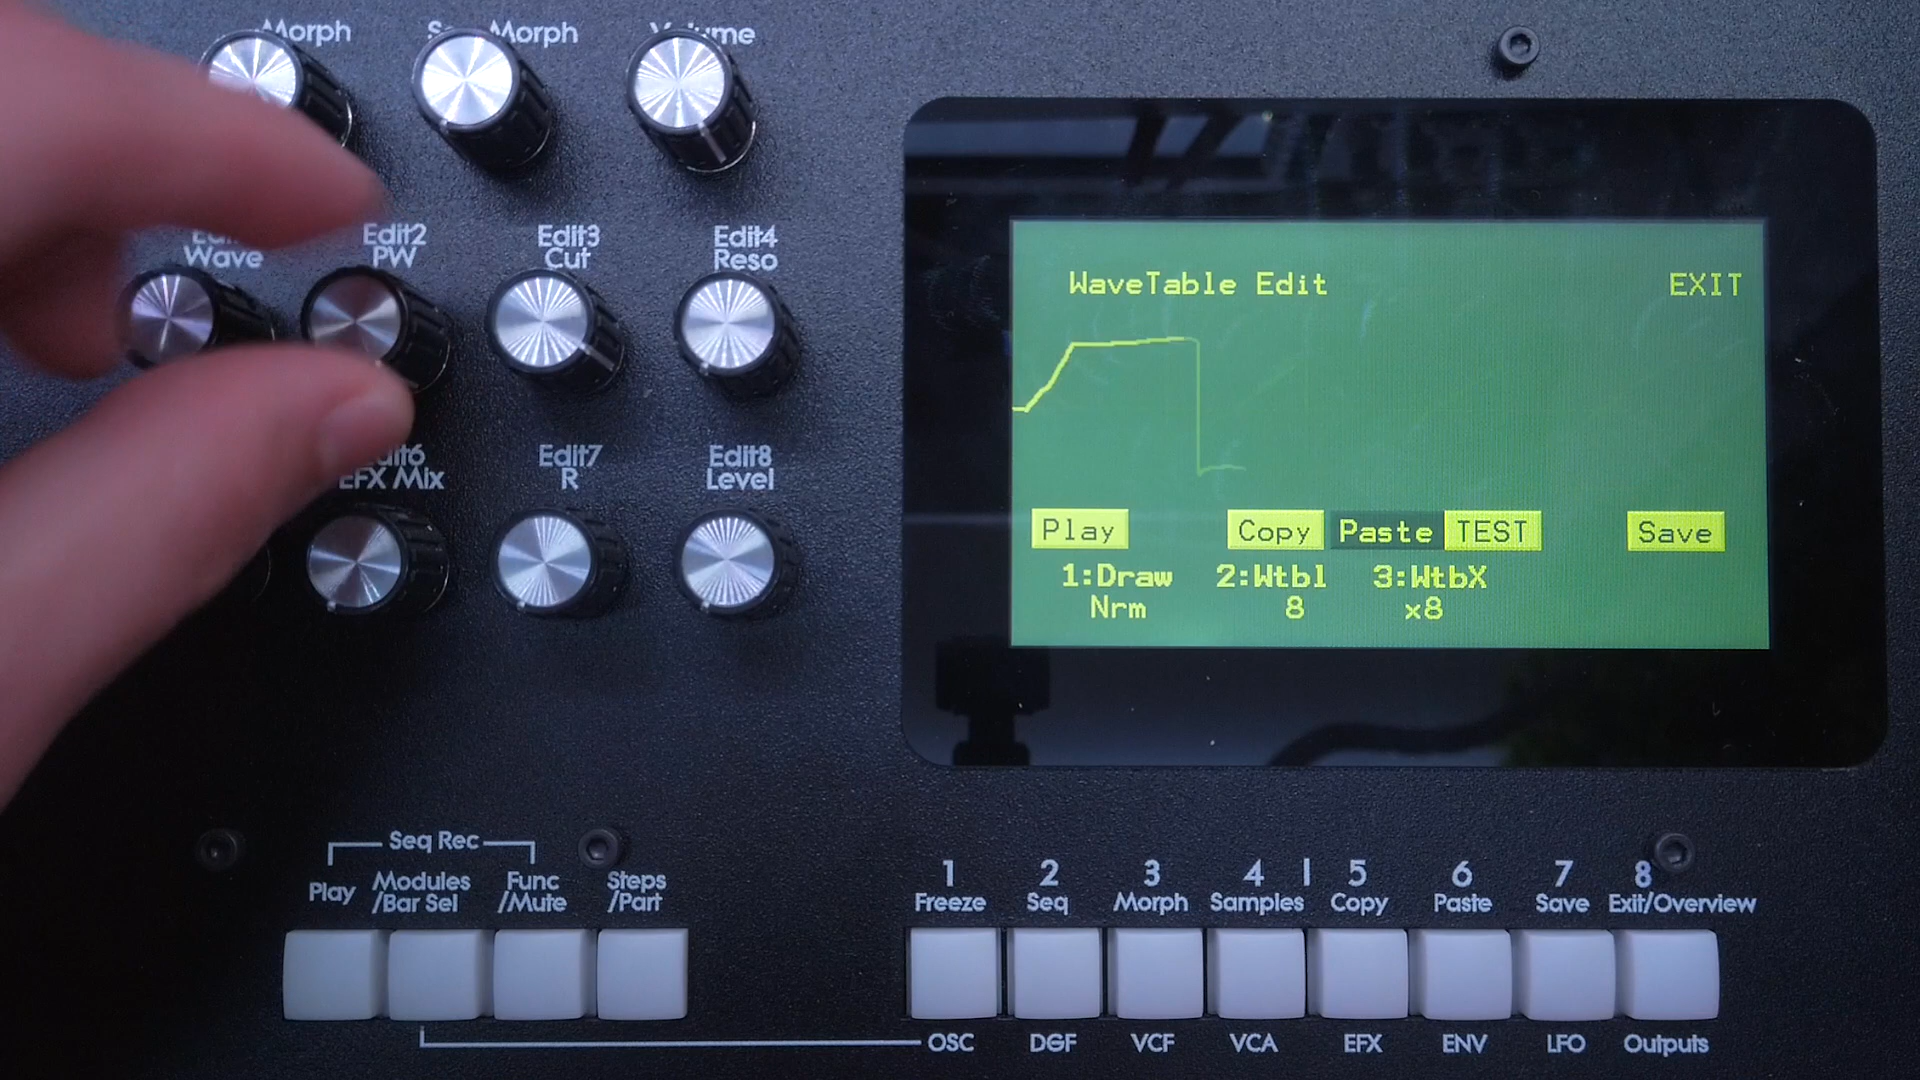 Morph
Morph
Edit2
PW
Wave
Edit3
Cut
Edit4
Reso
EFX Mix
Edit7
R
Edit8
Level
WaveTable Edit
EXIT
Play
Copy
Paste
TEST
Save
1:Draw
2:Wtbl
3:WtbX
Nrm
8
x8
Seq Rec
Play
Modules
/Bar Sel
Func
/Mute
Steps
/Part
1
2
3
4
5
6
7
8
Freeze
Seq
Morph
Samples
Copy
Paste
Save
Exit/Overview
OSC
DGF
VCF
VCA
EFX
ENV
LFO
Outputs